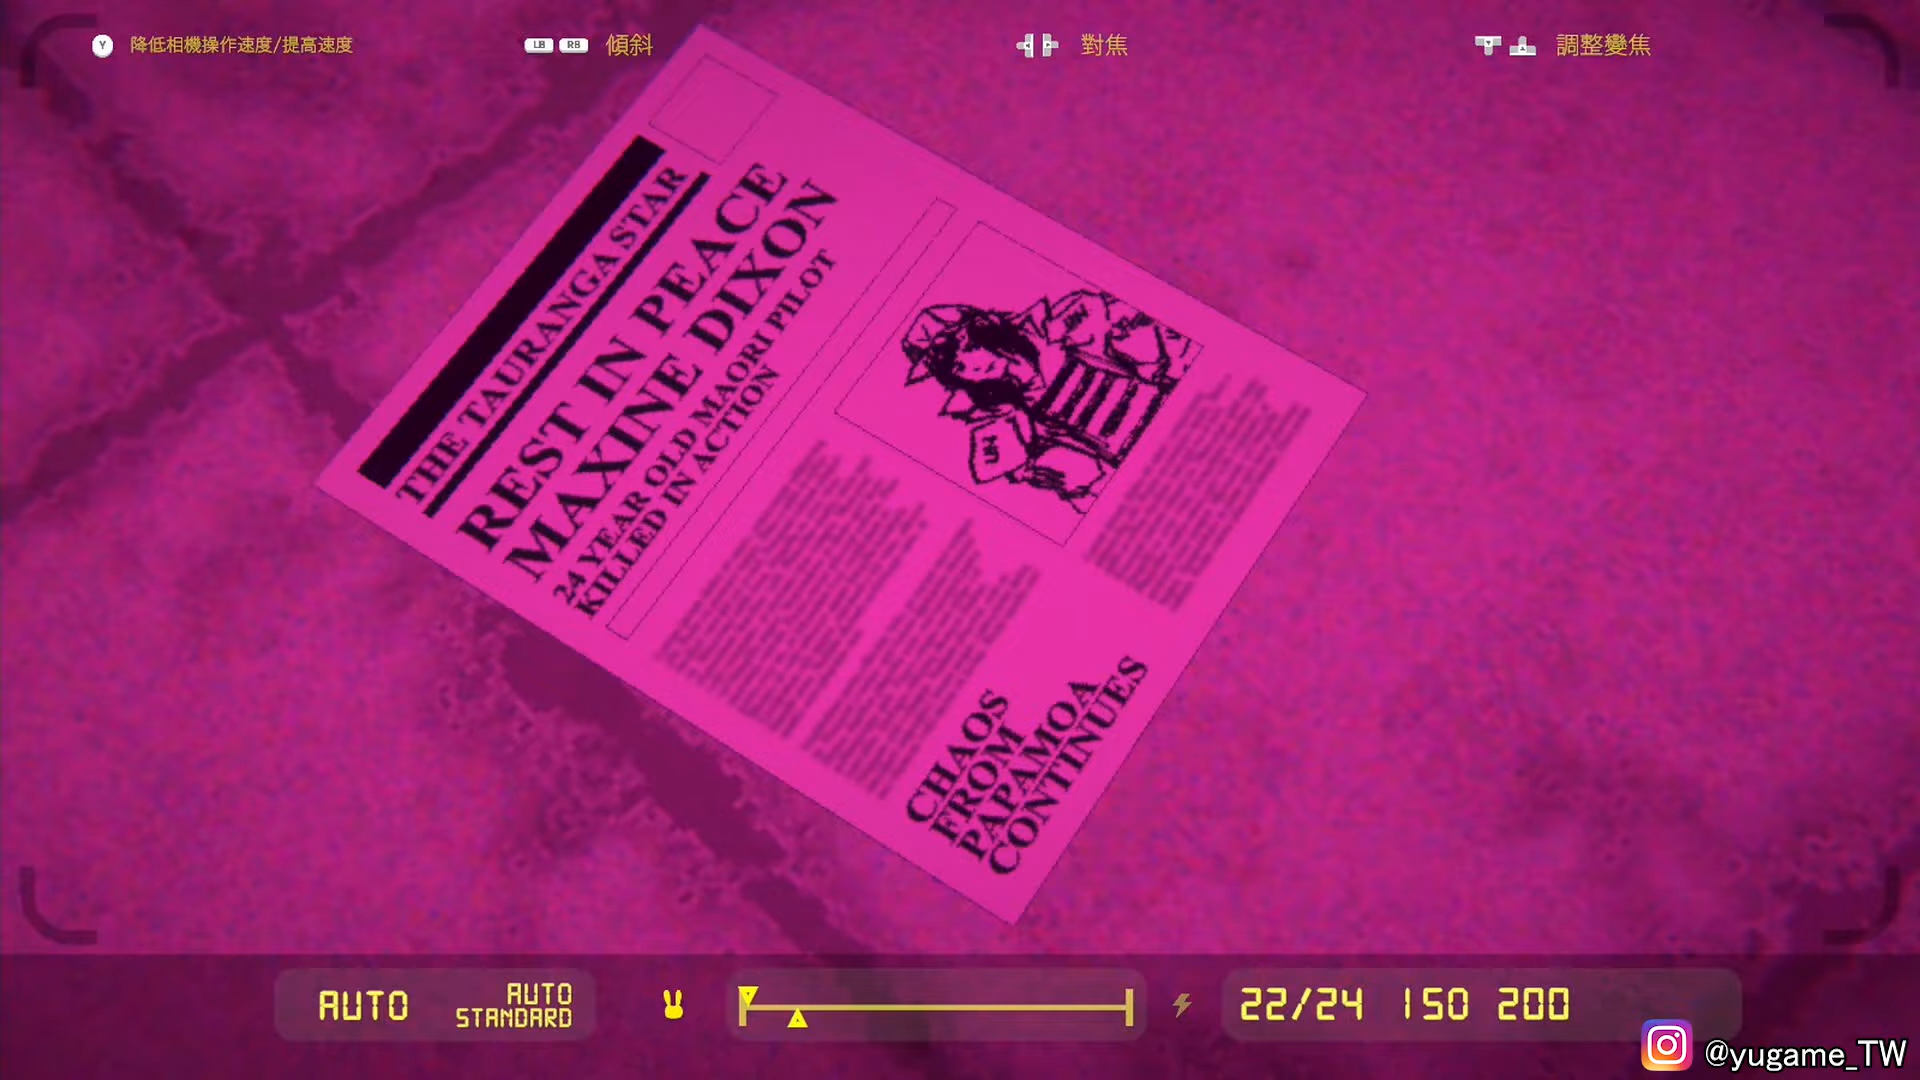 Y 降低相機操作速度/提高速度
LB RB 傾斜
對焦
調整變焦
THE TAURANGA STAR
REST IN PEACE
MAXINE DIXON
24 YEAR OLD MAORI PILOT
KILLED IN ACTION
UN
CHAOS
FROM
PAPAMOA
CONTINUES
AUTO
AUTO
STANDARD
22/24 150 200
@yugame_TW